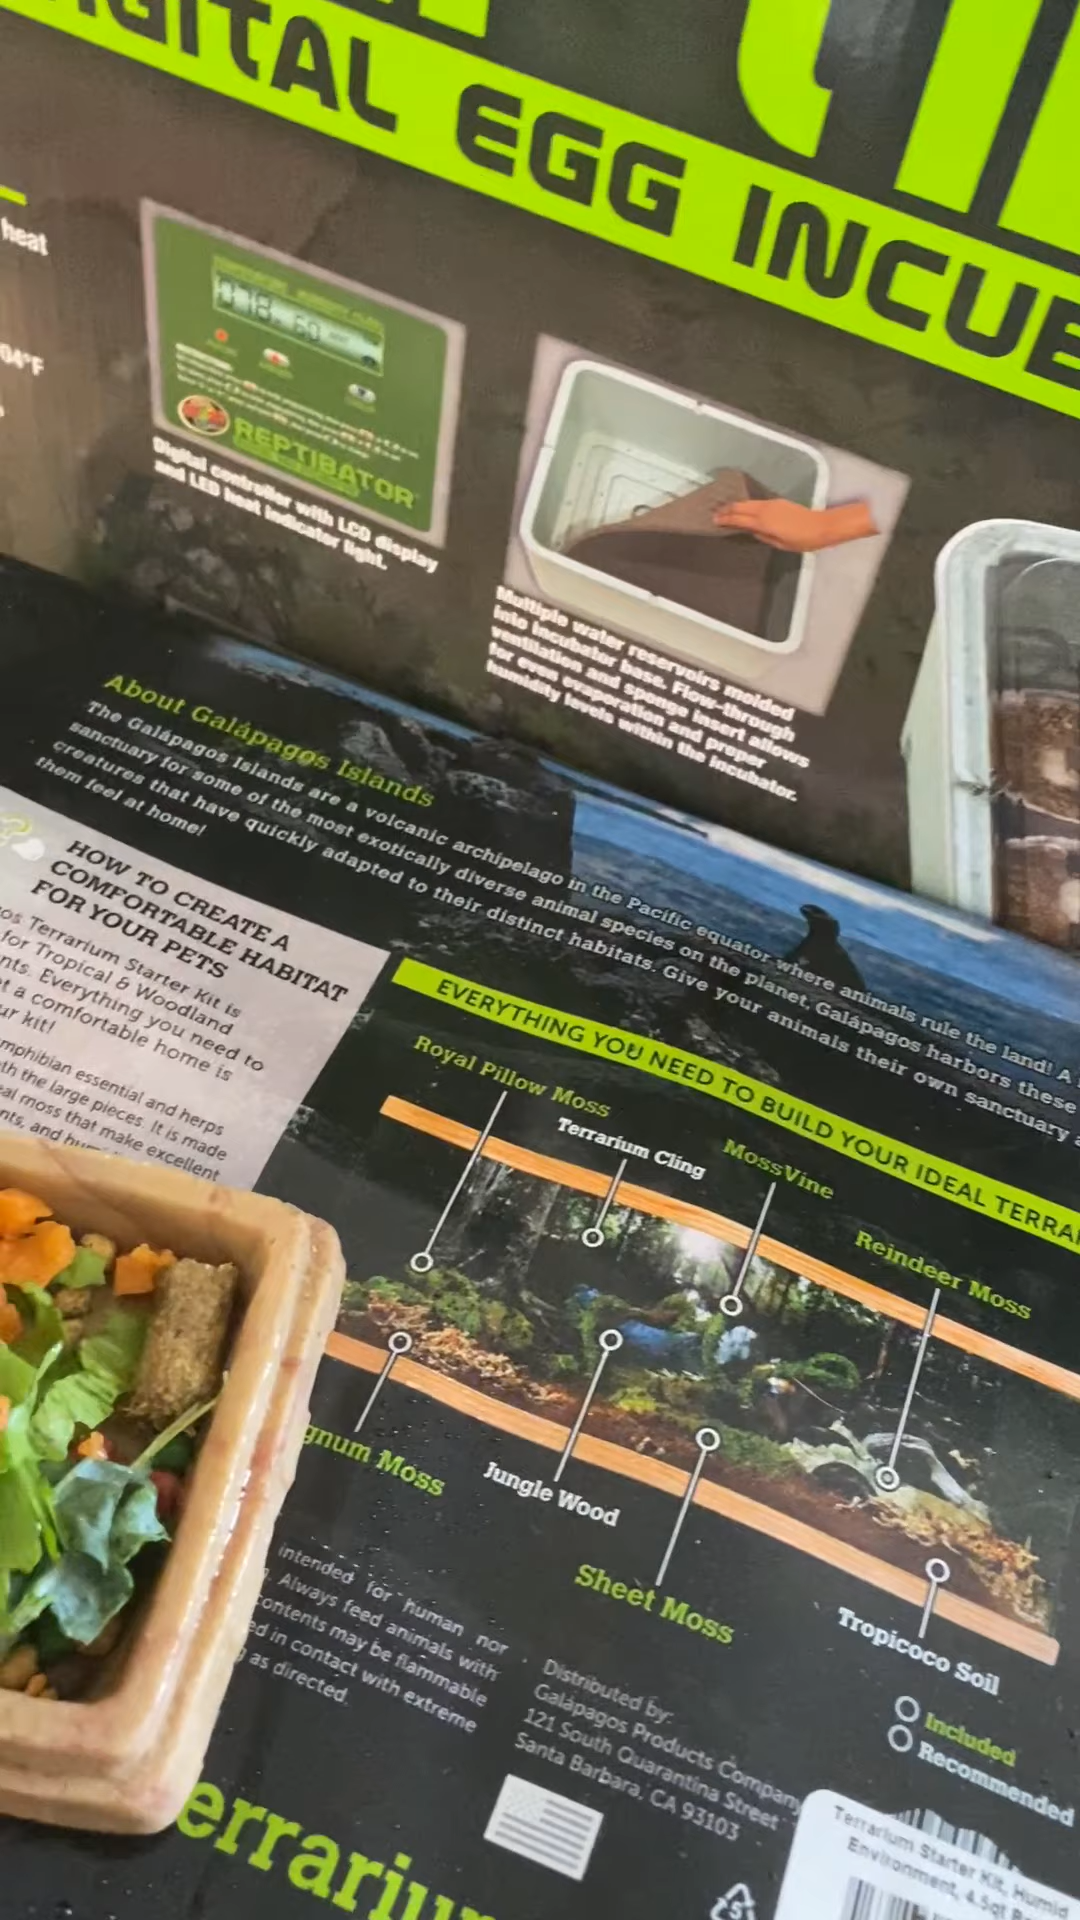 DIGITAL EGG INCUB
heat
04°F
REPTIBATOR
Digital controller with LCD display
and LED heat indicator light.
Multiple water reservoirs molded
into incubator base. Flow-through
ventilation and sponge insert allows
for even evaporation and proper
humidity levels within the incubator.
About Galápagos Islands
The Galápagos Islands are a volcanic archipelago in the Pacific equator where animals rule the land! A
sanctuary for some of the most exotically diverse animal species on the planet, Galápagos harbors these
creatures that have quickly adapted to their distinct habitats. Give your animals their own sanctuary
them feel at home!
HOW TO CREATE A
COMFORTABLE HABITAT
FOR YOUR PETS
os Terrarium Starter Kit is
for Tropical & Woodland
nts. Everything you need to
a comfortable home is
ur kit!
mphibian essential and herps
th the large pieces. It is made
al moss that make excellent
nts, and
EVERYTHING YOU NEED TO BUILD YOUR IDEAL TERRA
Royal Pillow Moss
Terrarium Cling
MossVine
Reindeer Moss
gnum Moss
Jungle Wood
Sheet Moss
Tropicoco Soil
Included
Recommended
intended for human nor
Always feed animals with
contents may be flammable
ed in contact with extreme
as directed.
Distributed by:
Galápagos Products Company
121 South Quarantina Street
Santa Barbara, CA 93103
errariu
Terrarium Starter Kit, Humid
Environment, 4.5qt